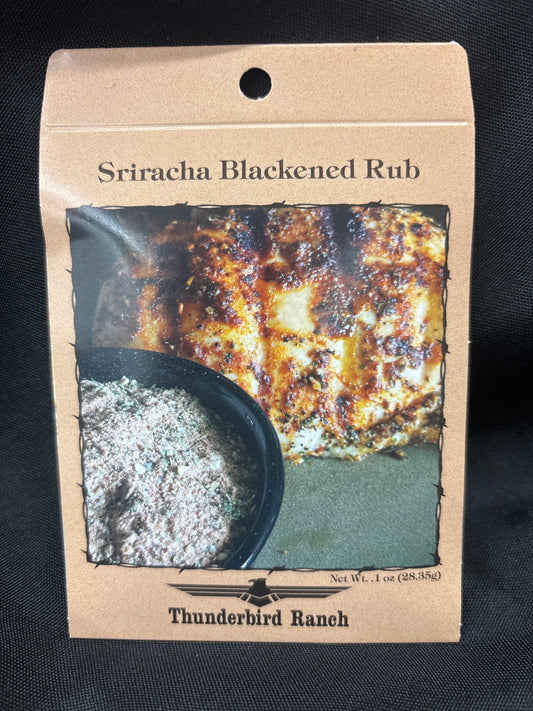 Sriracha Blackened Rub
Net Wt. .1 oz (28.35g)
Thunderbird Ranch